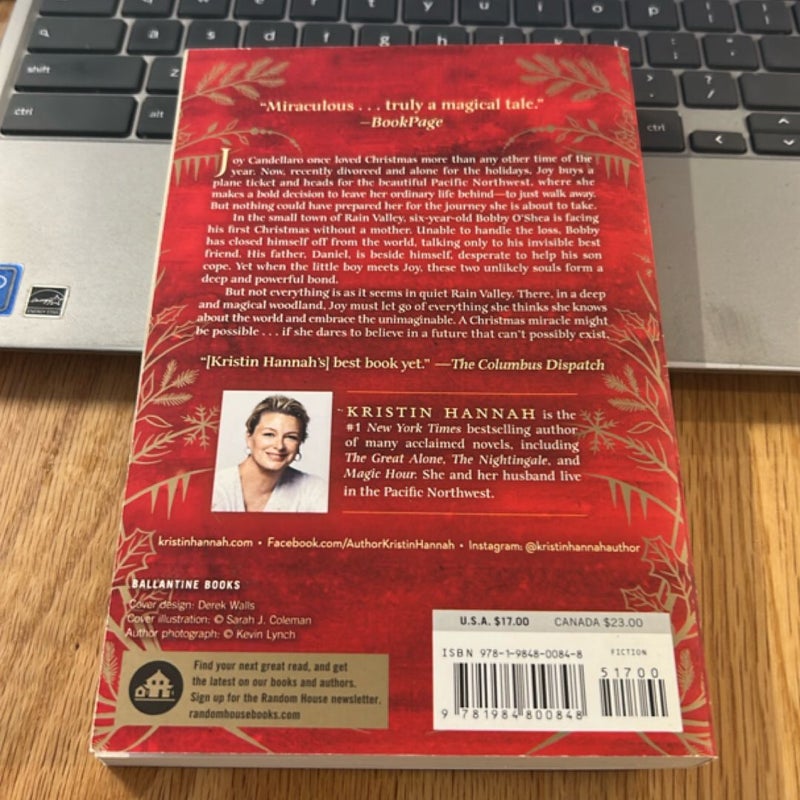 "Miraculous . . . truly a magical tale."
—BookPage
Joy Candellaro once loved Christmas more than any other time of the
year. Now, recently divorced and alone for the holidays, Joy buys a
plane ticket and heads for the beautiful Pacific Northwest, where she
makes a bold decision to leave her ordinary life behind—to just walk away.
But nothing could have prepared her for the journey she is about to take.
In the small town of Rain Valley, six-year-old Bobby O'Shea is facing
his first Christmas without a mother. Unable to handle the loss, Bobby
has closed himself off from the world, talking only to his invisible best
friend. His father, Daniel, is beside himself, desperate to help his son
cope. Yet when the little boy meets Joy, these two unlikely souls form a
deep and powerful bond.
But not everything is as it seems in quiet Rain Valley. There, in a deep
and magical woodland, Joy must let go of everything she thinks she knows
about the world and embrace the unimaginable. A Christmas miracle might
be possible . . . if she dares to believe in a future that can't possibly exist.
"[Kristin Hannah's] best book yet." —The Columbus Dispatch
KRISTIN HANNAH is the
#1 New York Times bestselling author
of many acclaimed novels, including
The Great Alone, The Nightingale, and
Magic Hour. She and her husband live
in the Pacific Northwest.
kristinhannah.com • Facebook.com/AuthorKristinHannah • Instagram: @kristinhannahauthor
BALLANTINE BOOKS
Cover design: Derek Walls
Cover illustration: © Sarah J. Coleman
Author photograph: © Kevin Lynch
Find your next great read, and get
the latest on our books and authors.
Sign up for the Random House newsletter.
randomhousebooks.com
U.S.A. $17.00 CANADA $23.00
ISBN 978-1-9848-0084-8 FICTION
51700
9 781984 800848
q a s d f g h j k l
shift z
ctrl alt ctrl
i o p
ENERGY STAR